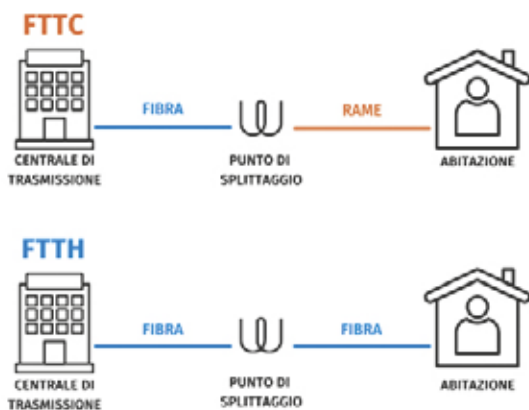 FTTC
FIBRA
RAME
CENTRALE DI
TRASMISSIONE
PUNTO DI
SPLITTAGGIO
ABITAZIONE
FTTH
FIBRA
FIBRA
CENTRALE DI
TRASMISSIONE
PUNTO DI
SPLITTAGGIO
ABITAZIONE